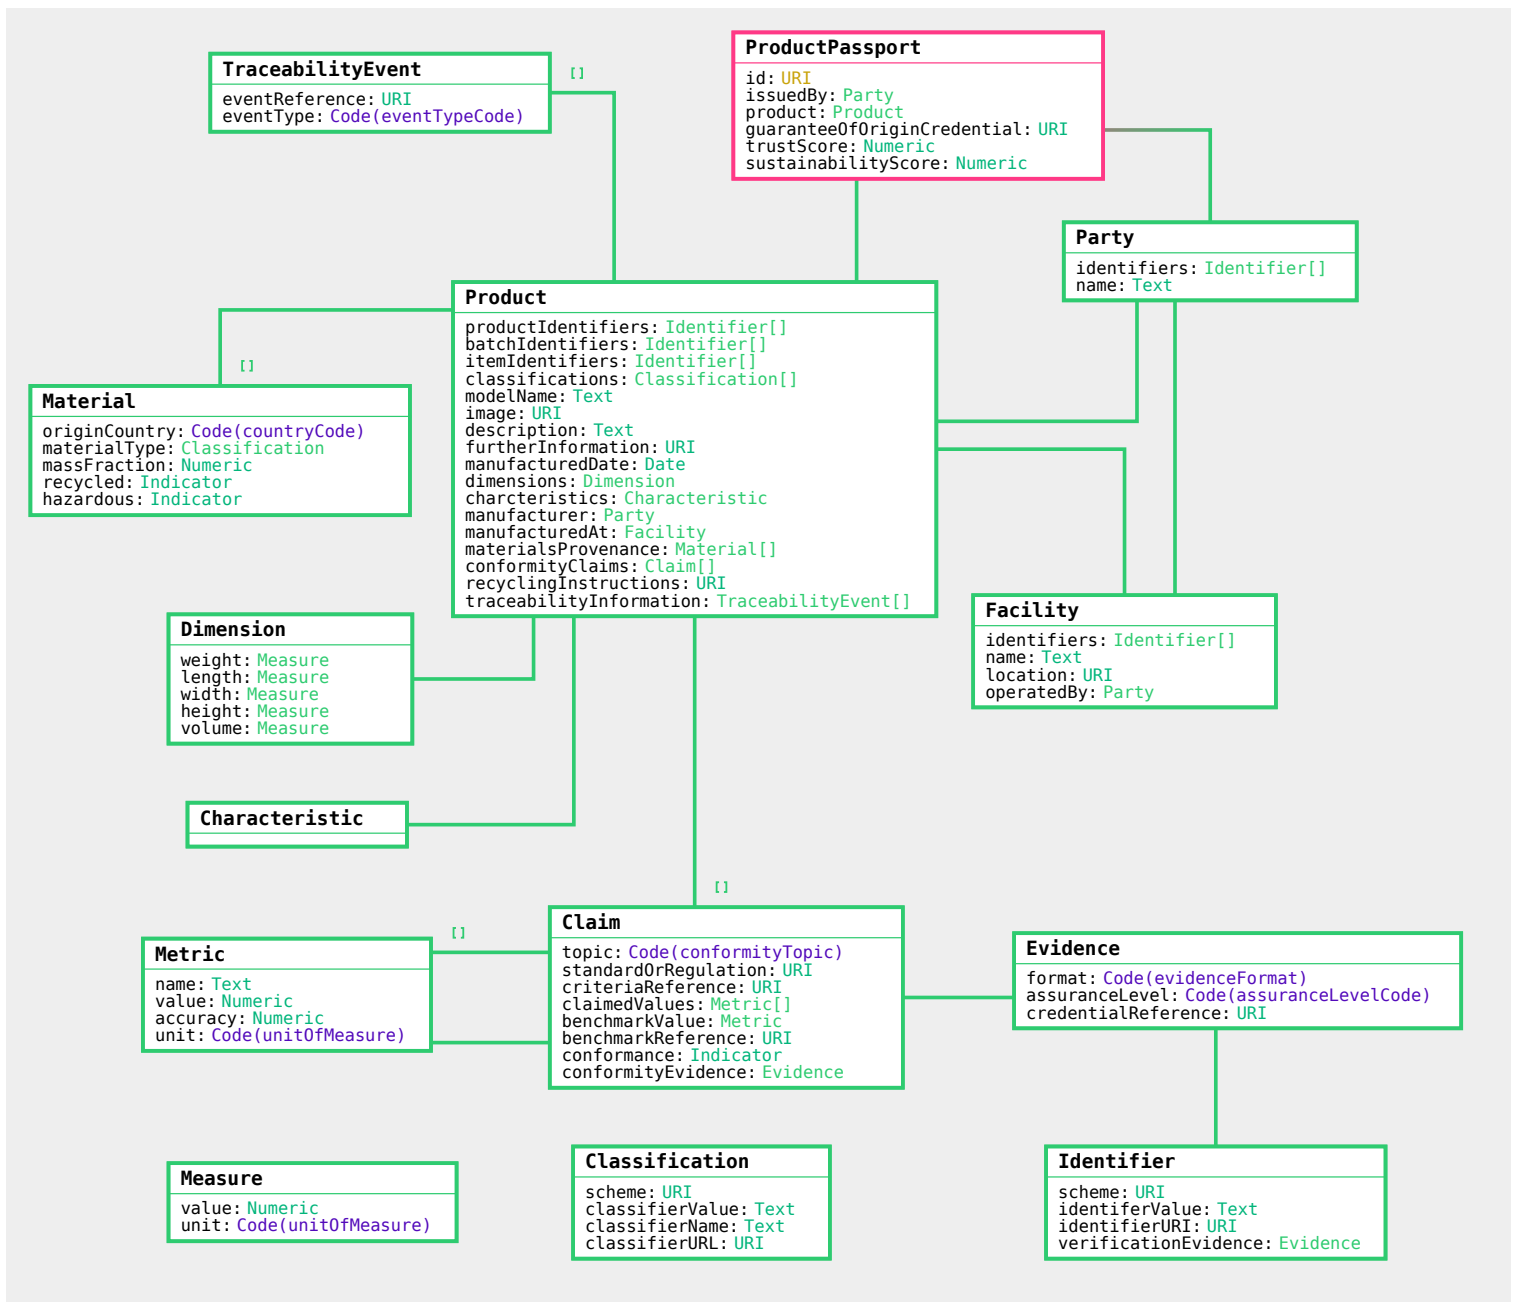 TraceabilityEvent
eventReference: URI
eventType: Code(eventTypeCode)
[]
ProductPassport
id: URI
issuedBy: Party
product: Product
guaranteeOfOriginCredential: URI
trustScore: Numeric
sustainabilityScore: Numeric
Party
identifiers: Identifier[]
name: Text
Product
productIdentifiers: Identifier[]
batchIdentifiers: Identifier[]
itemIdentifiers: Identifier[]
classifications: Classification[]
modelName: Text
image: URI
description: Text
furtherInformation: URI
manufacturedDate: Date
dimensions: Dimension
charcteristics: Characteristic
manufacturer: Party
manufacturedAt: Facility
materialsProvenance: Material[]
conformityClaims: Claim[]
recyclingInstructions: URI
traceabilityInformation: TraceabilityEvent[]
[]
Material
originCountry: Code(countryCode)
materialType: Classification
massFraction: Numeric
recycled: Indicator
hazardous: Indicator
Facility
identifiers: Identifier[]
name: Text
location: URI
operatedBy: Party
Dimension
weight: Measure
length: Measure
width: Measure
height: Measure
volume: Measure
Characteristic
[]
Claim
topic: Code(conformityTopic)
standardOrRegulation: URI
criteriaReference: URI
claimedValues: Metric[]
benchmarkValue: Metric
benchmarkReference: URI
conformance: Indicator
conformityEvidence: Evidence
[]
Metric
name: Text
value: Numeric
accuracy: Numeric
unit: Code(unitOfMeasure)
Evidence
format: Code(evidenceFormat)
assuranceLevel: Code(assuranceLevelCode)
credentialReference: URI
Measure
value: Numeric
unit: Code(unitOfMeasure)
Classification
scheme: URI
classifierValue: Text
classifierName: Text
classifierURL: URI
Identifier
scheme: URI
identiferValue: Text
identifierURI: URI
verificationEvidence: Evidence